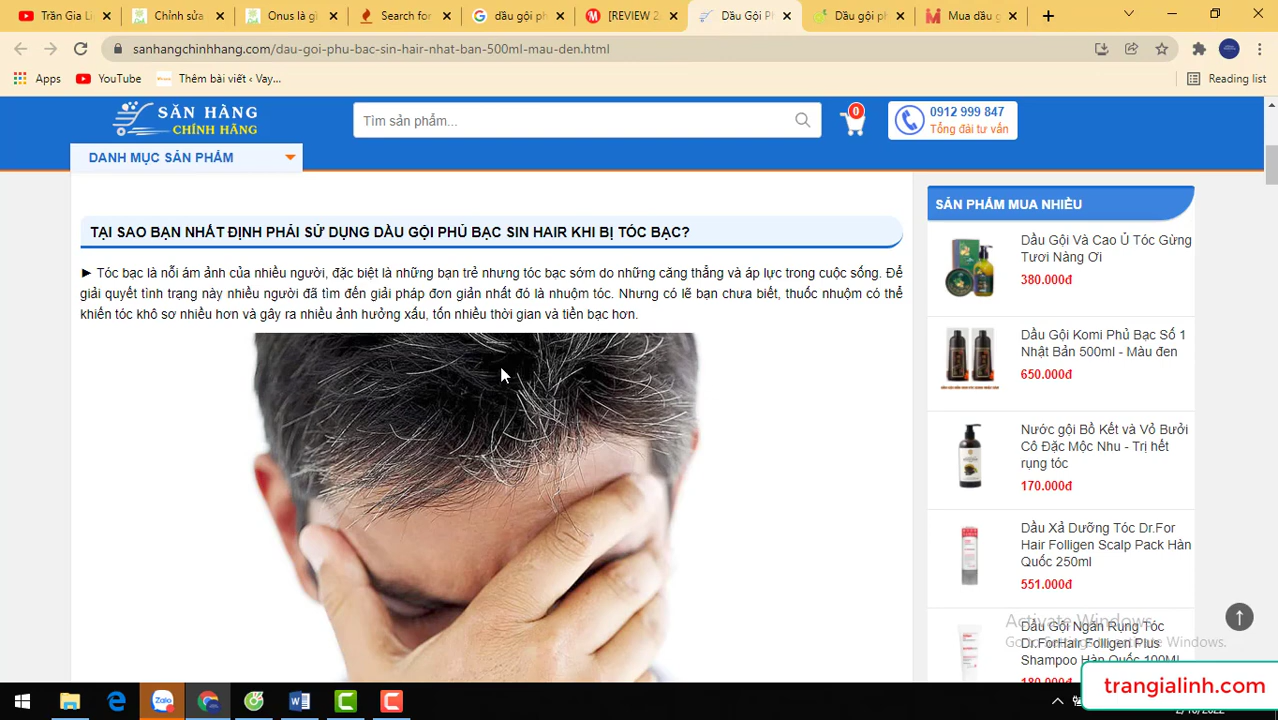 Trần Gia Li
Chỉnh sửa
Onus là gì
Search for
dầu gội ph
[REVIEW 2
Dầu Gội Ph
Dầu gội ph
Mua dầu g
sanhangchinhhang.com/dau-goi-phu-bac-sin-hair-nhat-ban-500ml-mau-den.html
Apps
YouTube
Thêm bài viết ‹ Vay...
Reading list
SĂN HÀNG
CHÍNH HÃNG
Tìm sản phẩm...
0
0912 999 847
Tổng đài tư vấn
DANH MỤC SẢN PHẨM
TẠI SAO BẠN NHẤT ĐỊNH PHẢI SỬ DỤNG DẦU GỘI PHỦ BẠC SIN HAIR KHI BỊ TÓC BẠC?
► Tóc bạc là nỗi ám ảnh của nhiều người, đặc biệt là những bạn trẻ nhưng tóc bạc sớm do những căng thẳng và áp lực trong cuộc sống. Để
giải quyết tình trạng này nhiều người đã tìm đến giải pháp đơn giản nhất đó là nhuộm tóc. Nhưng có lẽ bạn chưa biết, thuốc nhuộm có thể
khiến tóc khô sơ nhiều hơn và gây ra nhiều ảnh hưởng xấu, tốn nhiều thời gian và tiền bạc hơn.
SẢN PHẨM MUA NHIỀU
Dầu Gội Và Cao Ủ Tóc Gừng
Tươi Nàng Ơi
380.000đ
Dầu Gội Komi Phủ Bạc Số 1
Nhật Bản 500ml - Màu đen
650.000đ
Nước gội Bồ Kết và Vỏ Bưởi
Cô Đặc Mộc Nhu - Trị hết
rụng tóc
170.000đ
Dầu Xả Dưỡng Tóc Dr.For
Hair Folligen Scalp Pack Hàn
Quốc 250ml
551.000đ
Dầu Gội Ngăn Rụng Tóc
Dr.ForHair Folligen Plus
Shampoo Hàn Quốc 100ML
Activate Windows
Go to Settings to activate Windows.
Zalo
trangialinh.com